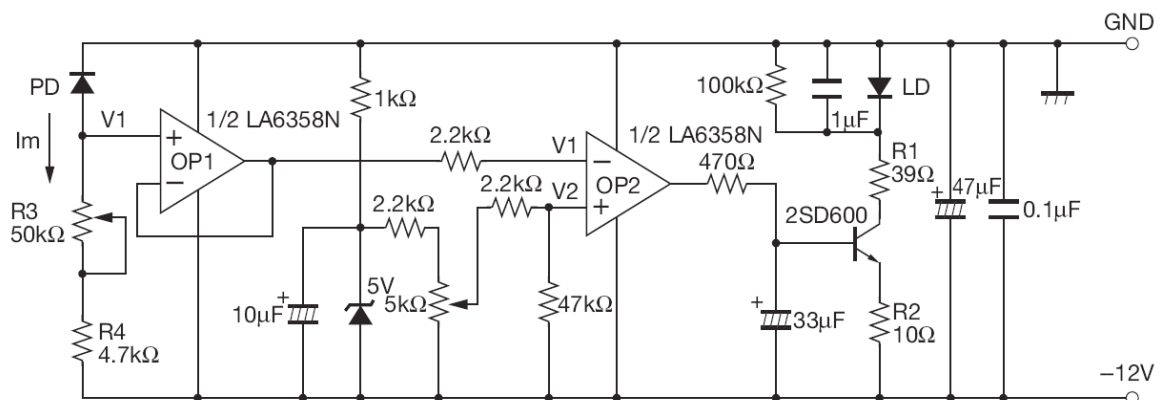 GND
PD
V1
Im
+
−
OP1
1/2 LA6358N
R3
50kΩ
R4
4.7kΩ
1kΩ
2.2kΩ
10μF
+
5V
5kΩ
2.2kΩ
2.2kΩ
V1
V2
47kΩ
−
+
OP2
1/2 LA6358N
470Ω
100kΩ
1μF
LD
R1
39Ω
2SD600
+
33μF
R2
10Ω
+
47μF
0.1μF
−12V